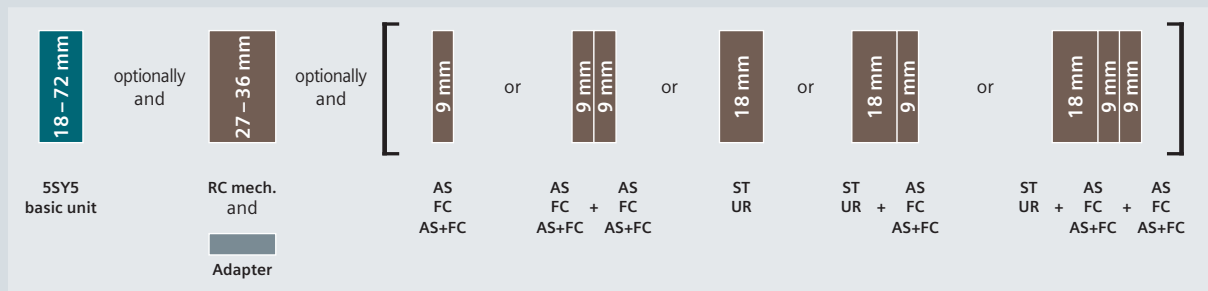 18–72 mm
optionally
and
27–36 mm
optionally
and
9 mm
or
9 mm
9 mm
or
18 mm
or
18 mm
9 mm
or
18 mm
9 mm
9 mm
5SY5
basic unit
RC mech.
and
Adapter
AS
FC
AS+FC
AS AS
FC + FC
AS+FC AS+FC
ST
UR
ST AS
UR + FC
AS+FC
ST AS AS
UR + FC + FC
AS+FC AS+FC